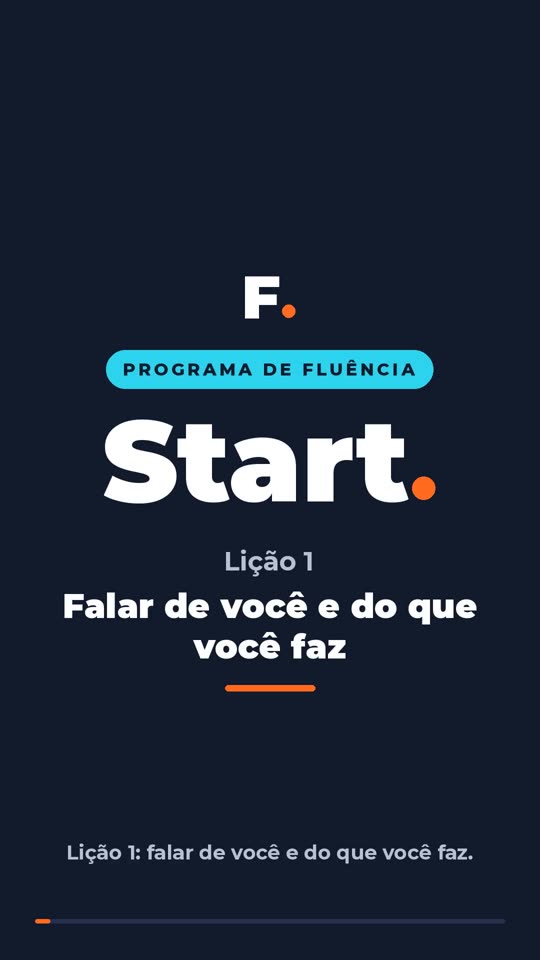 F.
PROGRAMA DE FLUÊNCIA
Start.
Lição 1
Falar de você e do que
você faz
Lição 1: falar de você e do que você faz.